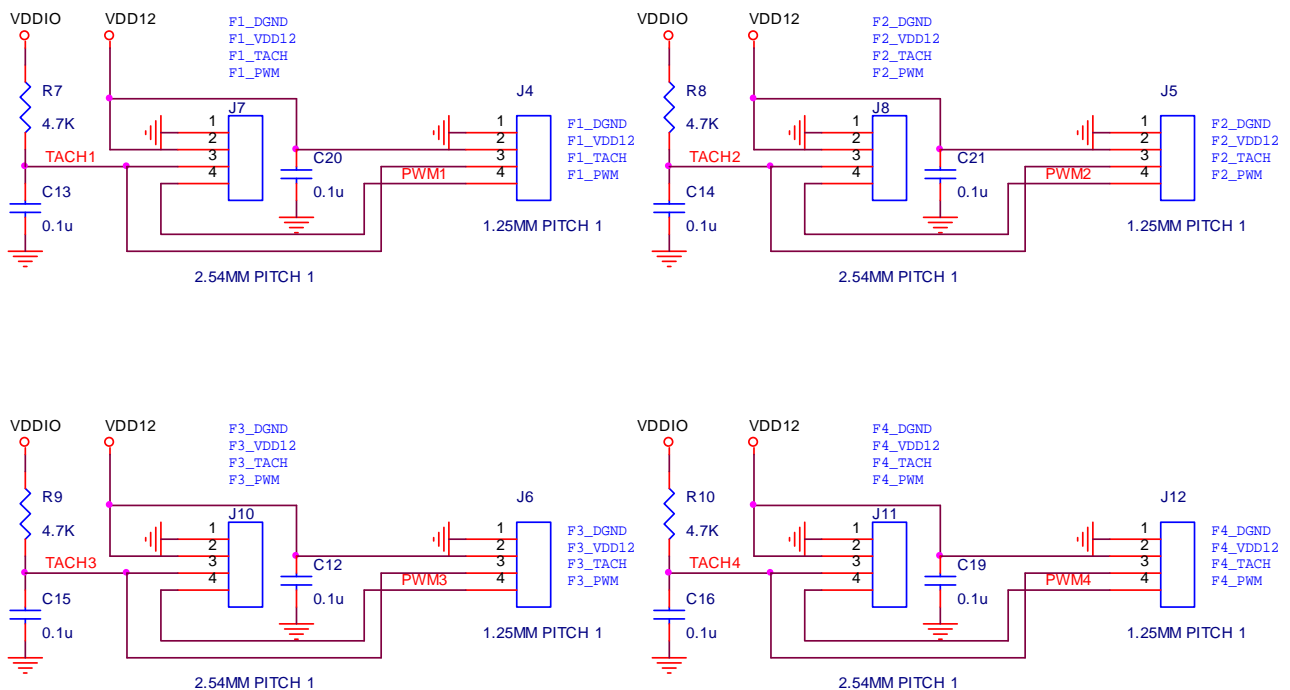 VDDIO
VDD12
F1_DGND
F1_VDD12
F1_TACH
F1_PWM
R7
4.7K
J7
1
2
3
4
TACH1
C13
0.1u
C20
0.1u
PWM1
J4
1
2
3
4
F1_DGND
F1_VDD12
F1_TACH
F1_PWM
1.25MM PITCH 1
2.54MM PITCH 1
VDDIO
VDD12
F2_DGND
F2_VDD12
F2_TACH
F2_PWM
R8
4.7K
J8
1
2
3
4
TACH2
C14
0.1u
C21
0.1u
PWM2
J5
1
2
3
4
F2_DGND
F2_VDD12
F2_TACH
F2_PWM
1.25MM PITCH 1
2.54MM PITCH 1
VDDIO
VDD12
F3_DGND
F3_VDD12
F3_TACH
F3_PWM
R9
4.7K
J10
1
2
3
4
TACH3
C15
0.1u
C12
0.1u
PWM3
J6
1
2
3
4
F3_DGND
F3_VDD12
F3_TACH
F3_PWM
1.25MM PITCH 1
2.54MM PITCH 1
VDDIO
VDD12
F4_DGND
F4_VDD12
F4_TACH
F4_PWM
R10
4.7K
J11
1
2
3
4
TACH4
C16
0.1u
C19
0.1u
PWM4
J12
1
2
3
4
F4_DGND
F4_VDD12
F4_TACH
F4_PWM
1.25MM PITCH 1
2.54MM PITCH 1